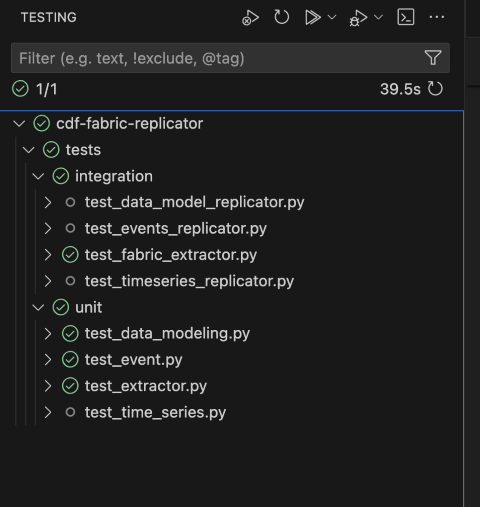 TESTING
Filter (e.g. text, !exclude, @tag)
1/1 39.5s
cdf-fabric-replicator
tests
integration
test_data_model_replicator.py
test_events_replicator.py
test_fabric_extractor.py
test_timeseries_replicator.py
unit
test_data_modeling.py
test_event.py
test_extractor.py
test_time_series.py